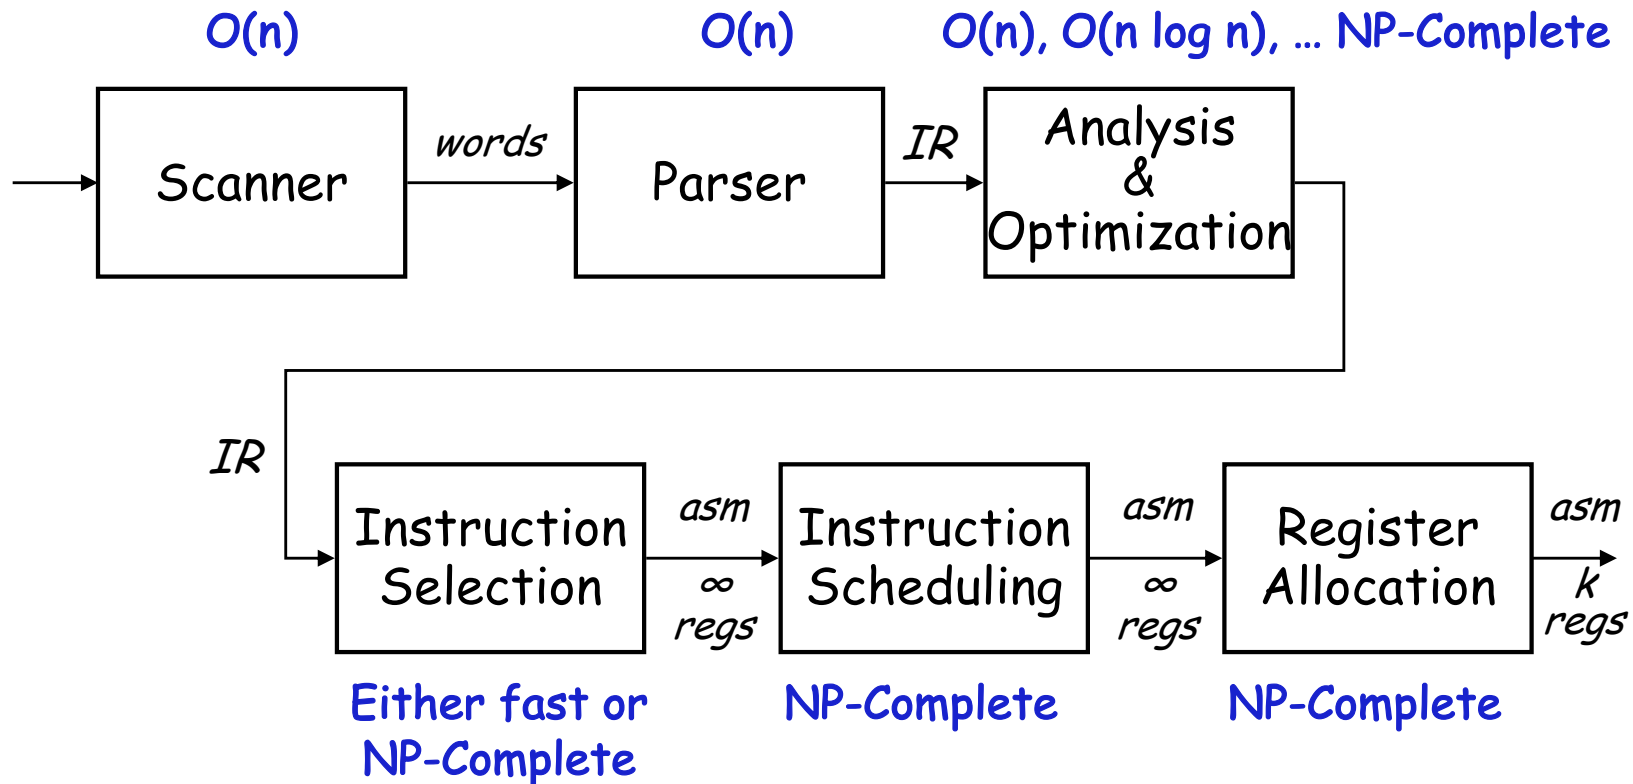 O(n)
O(n)
O(n), O(n log n), ... NP-Complete
Scanner
words
Parser
IR
Analysis
&
Optimization
IR
Instruction
Selection
asm
∞
regs
Instruction
Scheduling
asm
∞
regs
Register
Allocation
asm
k
regs
Either fast or
NP-Complete
NP-Complete
NP-Complete